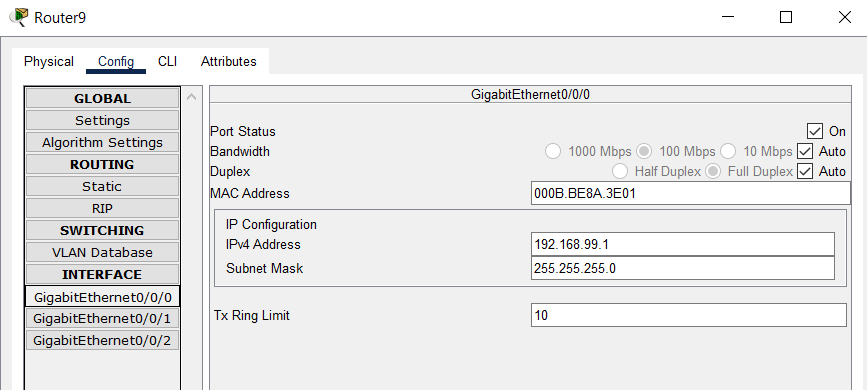 Router9
Physical Config CLI Attributes
GLOBAL
Settings
Algorithm Settings
ROUTING
Static
RIP
SWITCHING
VLAN Database
INTERFACE
GigabitEthernet0/0/0
GigabitEthernet0/0/1
GigabitEthernet0/0/2
GigabitEthernet0/0/0
Port Status On
Bandwidth 1000 Mbps 100 Mbps 10 Mbps Auto
Duplex Half Duplex Full Duplex Auto
MAC Address 000B.BE8A.3E01
IP Configuration
IPv4 Address 192.168.99.1
Subnet Mask 255.255.255.0
Tx Ring Limit 10